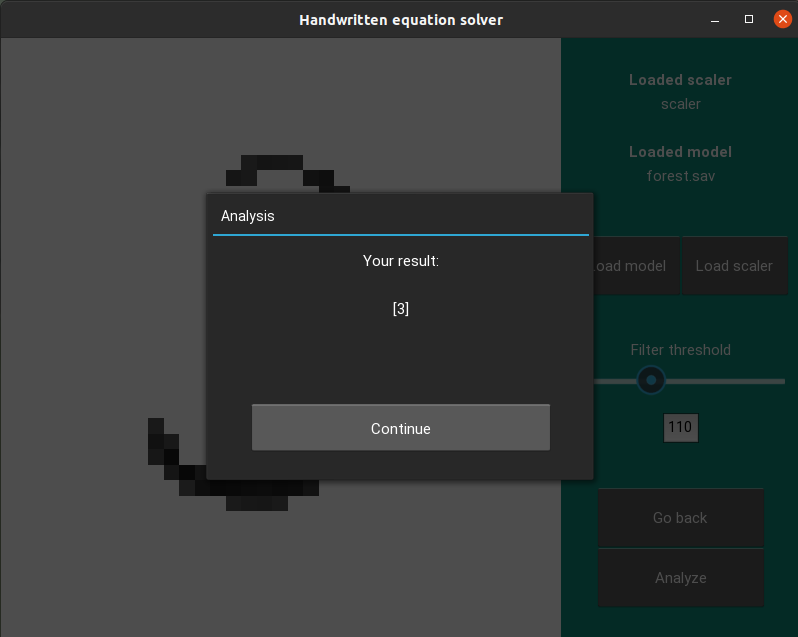 Handwritten equation solver
Loaded scaler
scaler
Loaded model
forest.sav
Analysis
Your result:
[3]
Continue
oad model
Load scaler
Filter threshold
110
Go back
Analyze